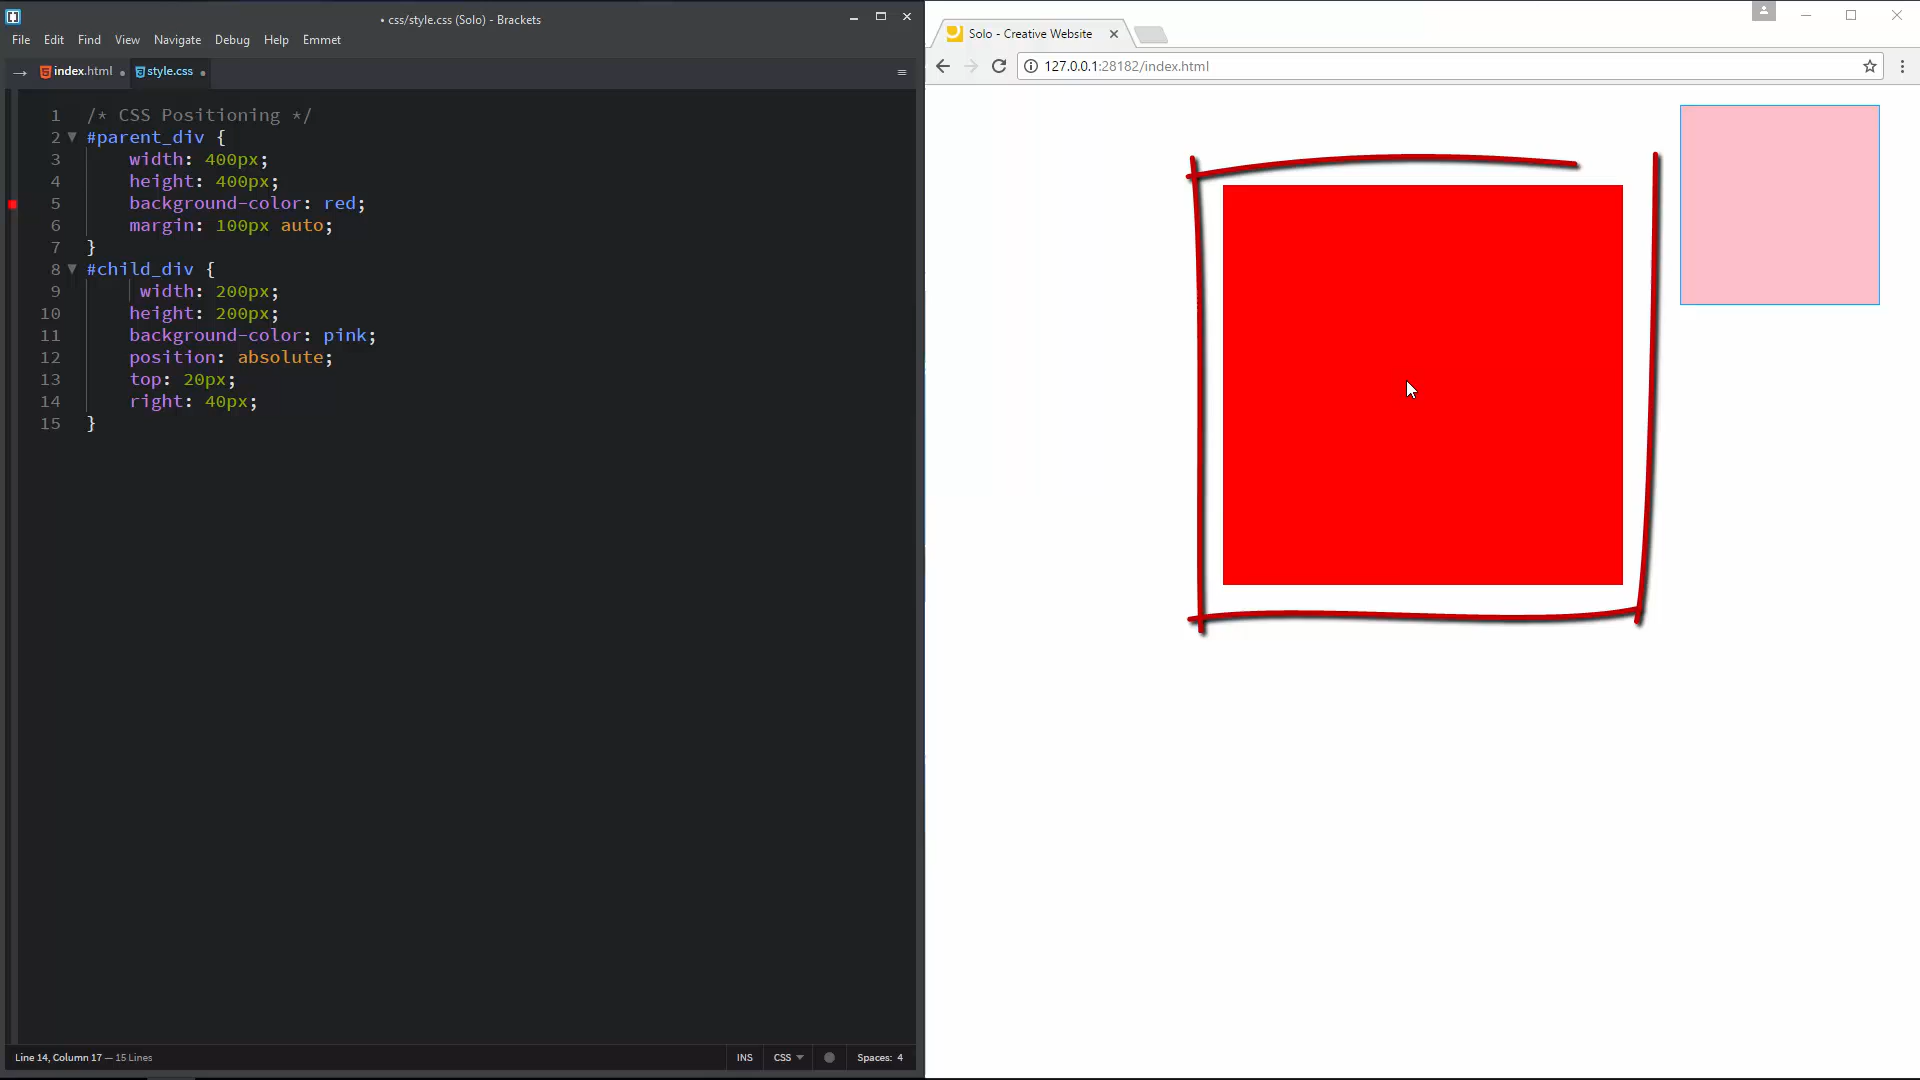 • css/style.css (Solo) - Brackets
File Edit Find View Navigate Debug Help Emmet
index.html • style.css •
1 /* CSS Positioning */
2 #parent_div {
3 width: 400px;
4 height: 400px;
5 background-color: red;
6 margin: 100px auto;
7 }
8 #child_div {
9 width: 200px;
10 height: 200px;
11 background-color: pink;
12 position: absolute;
13 top: 20px;
14 right: 40px;
15 }
Line 14, Column 17 — 15 Lines
INS CSS Spaces: 4
Solo - Creative Website
127.0.0.1:28182/index.html